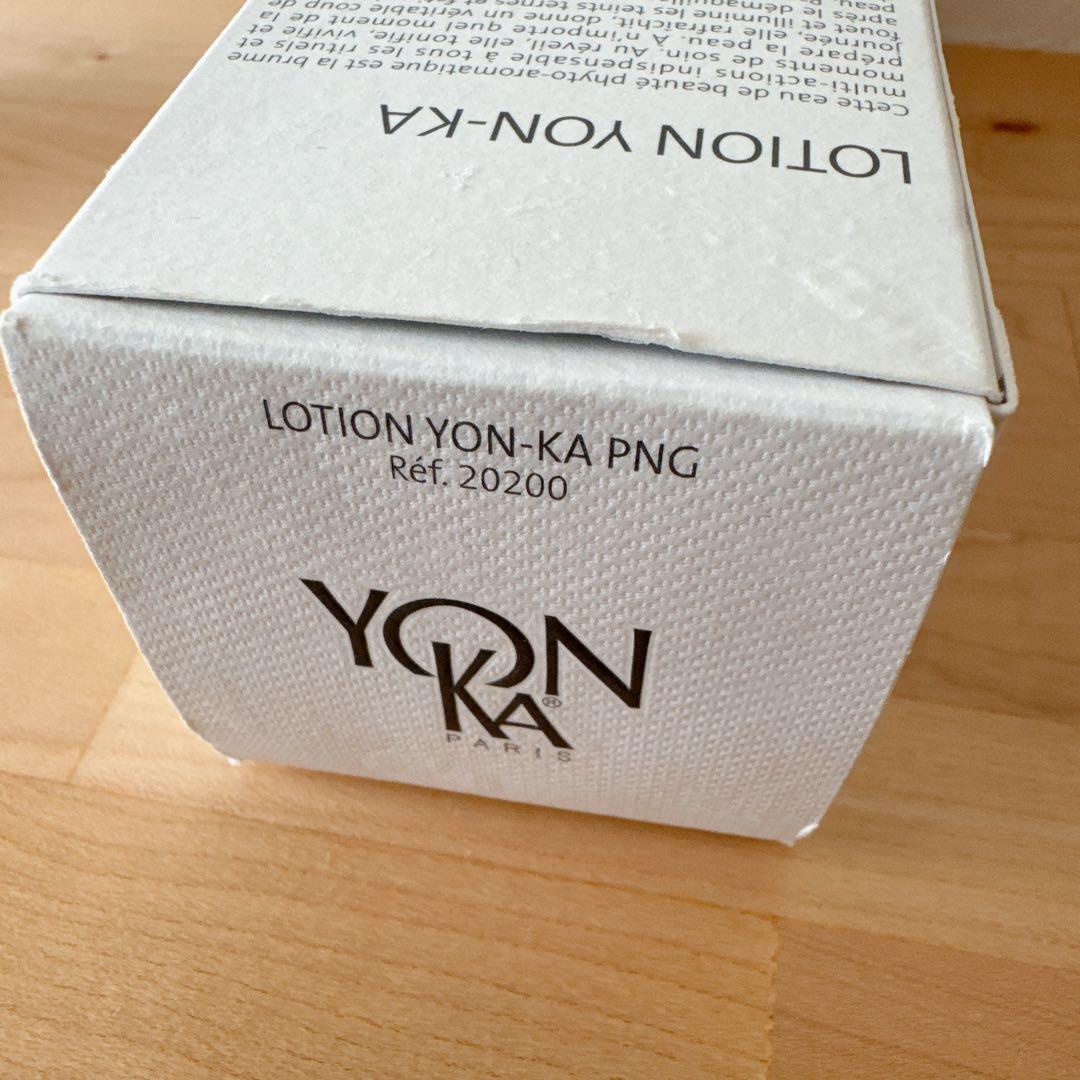 LOTION YON-KA
Cette eau de beauté phyto-aromatique est la brume
multi-actions indispensable à tous les rituels et
moments de soin. Au réveil, elle tonifie, vivifie et
prépare la peau. À n'importe quel moment de la
journée, elle rafraîchit, donne un véritable coup de
fouet et illumine les teints ternes et
après le
peau
LOTION YON-KA PNG
Réf. 20200
YON
KA®
PARIS